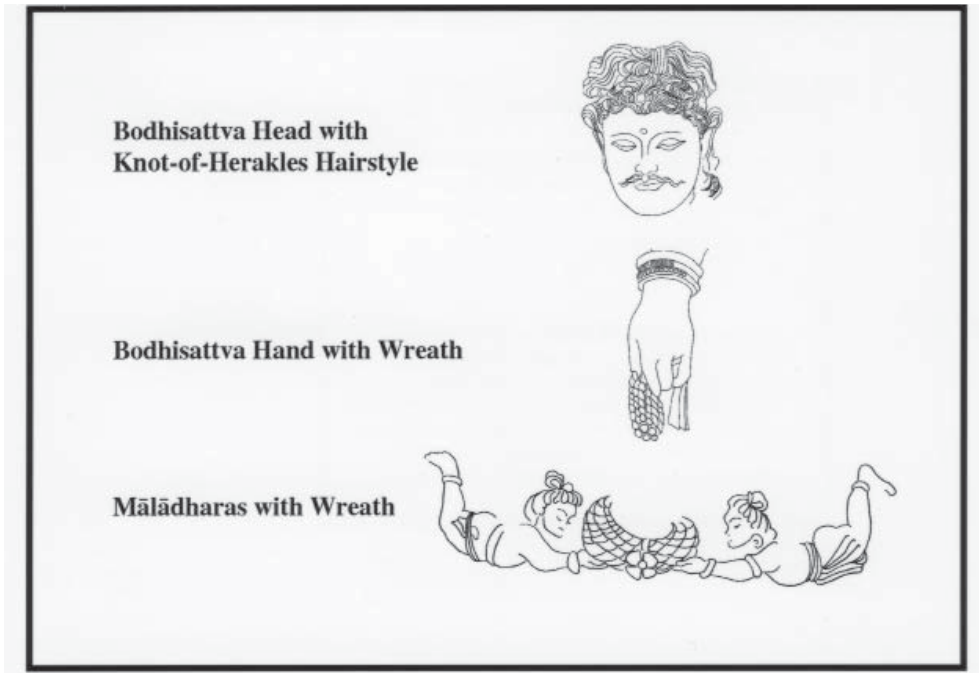 Bodhisattva Head with
Knot-of-Herakles Hairstyle
Bodhisattva Hand with Wreath
Mālādharas with Wreath